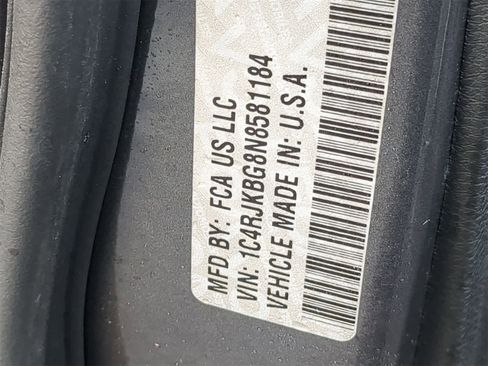 MFD BY: FCA US LLC
VIN: 1C4RJKBG8N8581184
VEHICLE MADE IN: U.S.A.